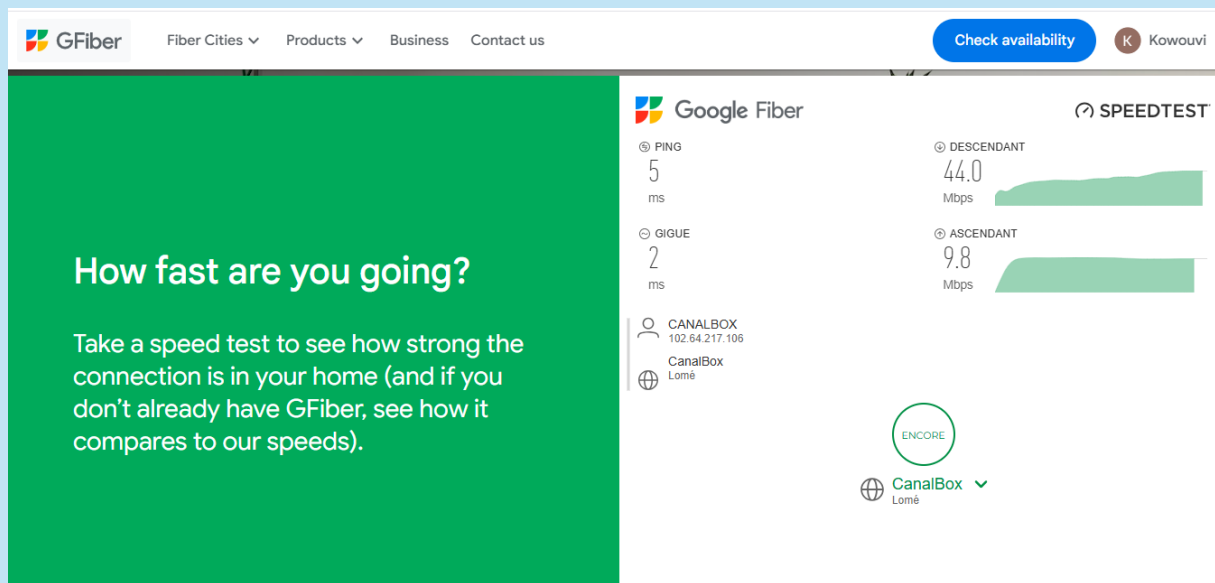 GFiber Fiber Cities Products Business Contact us Check availability K Kowouvi
How fast are you going?
Take a speed test to see how strong the
connection is in your home (and if you
don't already have GFiber, see how it
compares to our speeds).
Google Fiber
SPEEDTEST
PING
5
ms
DESCENDANT
44.0
Mbps
GIGUE
2
ms
ASCENDANT
9.8
Mbps
CANALBOX
102.64.217.106
CanalBox
Lomé
ENCORE
CanalBox
Lomé